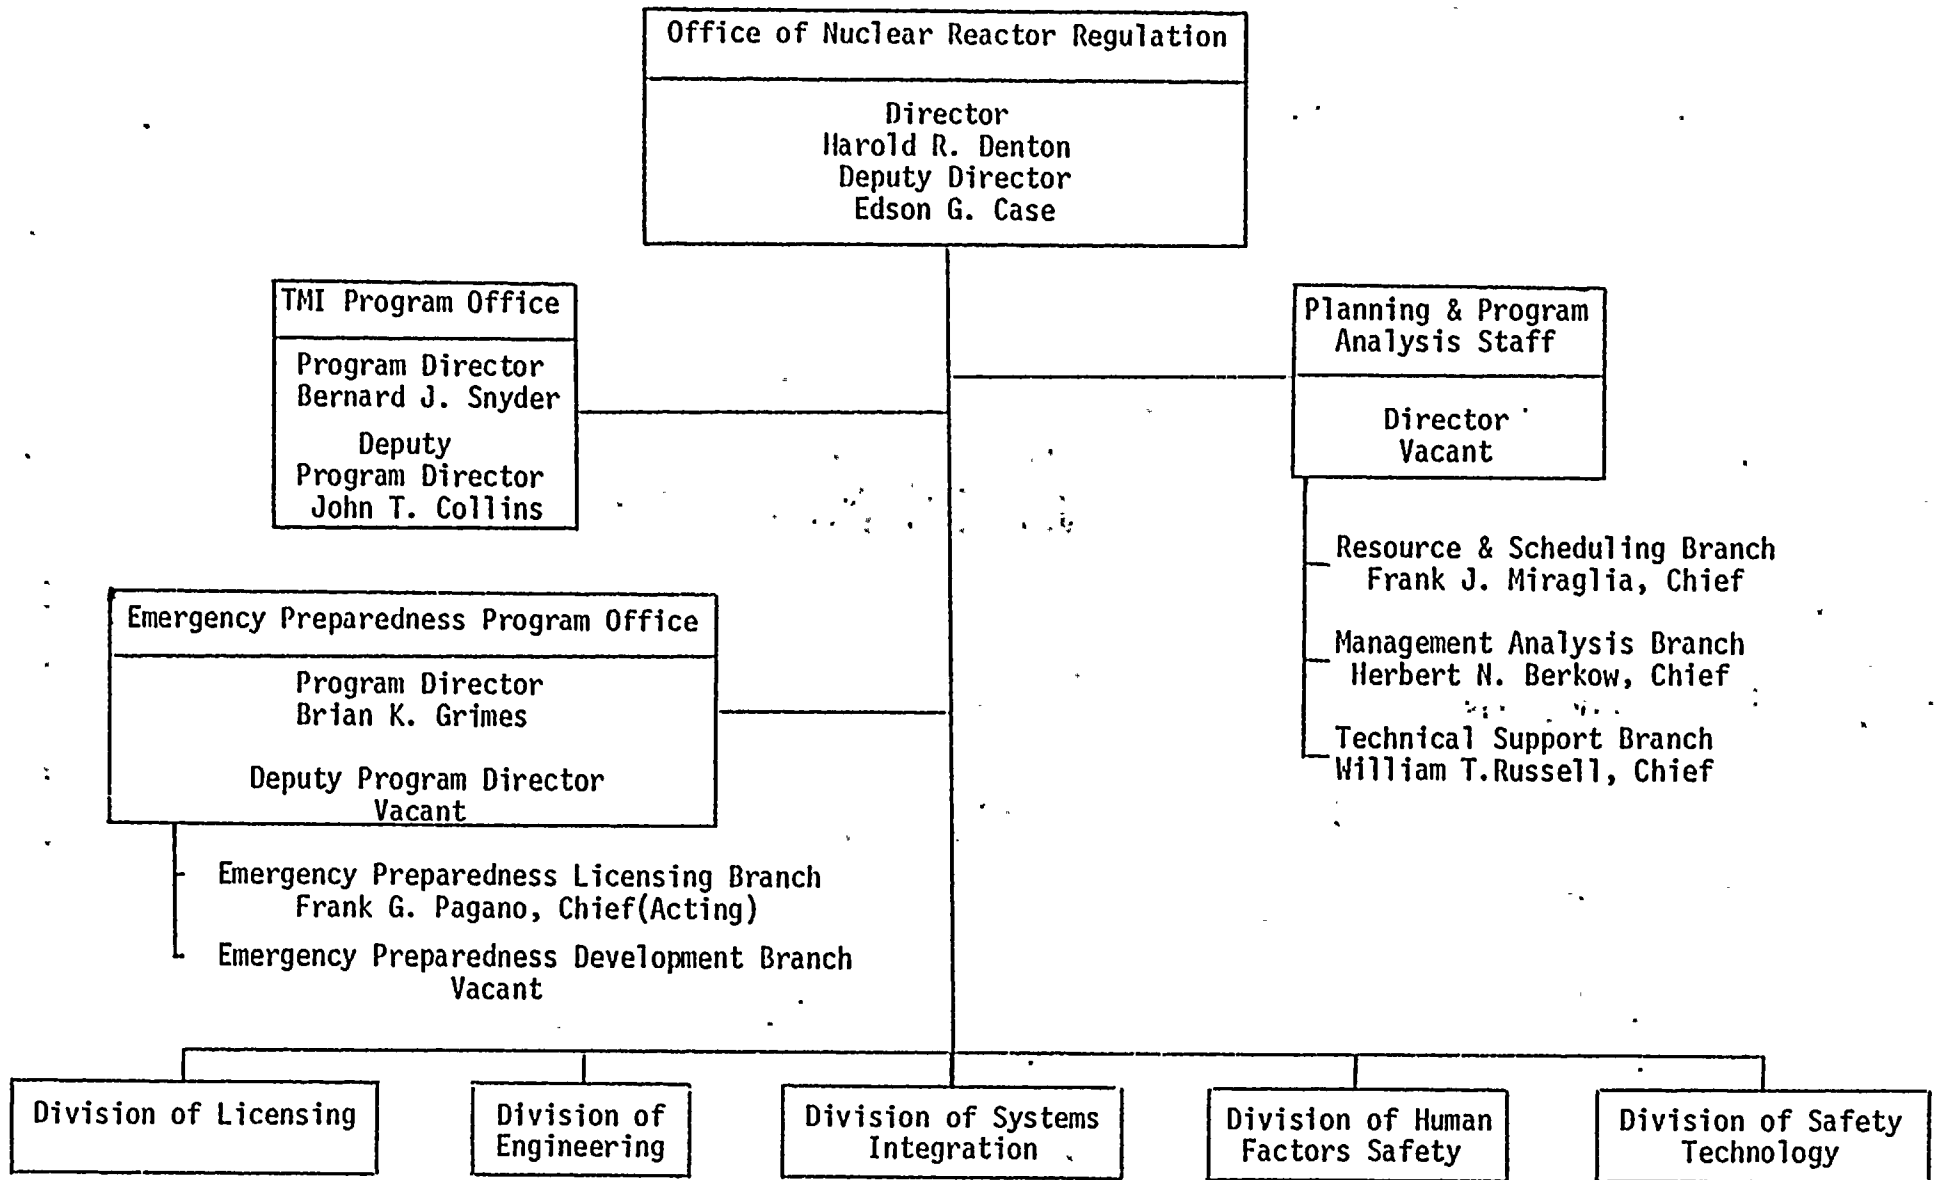 Office of Nuclear Reactor Regulation
Director
Harold R. Denton
Deputy Director
Edson G. Case
TMI Program Office
Program Director
Bernard J. Snyder
Deputy
Program Director
John T. Collins
Planning & Program
Analysis Staff
Director
Vacant
Resource & Scheduling Branch
Frank J. Miraglia, Chief
Management Analysis Branch
Herbert N. Berkow, Chief
Technical Support Branch
William T.Russell, Chief
Emergency Preparedness Program Office
Program Director
Brian K. Grimes
Deputy Program Director
Vacant
Emergency Preparedness Licensing Branch
Frank G. Pagano, Chief(Acting)
Emergency Preparedness Development Branch
Vacant
Division of Licensing
Division of
Engineering
Division of Systems
Integration
Division of Human
Factors Safety
Division of Safety
Technology